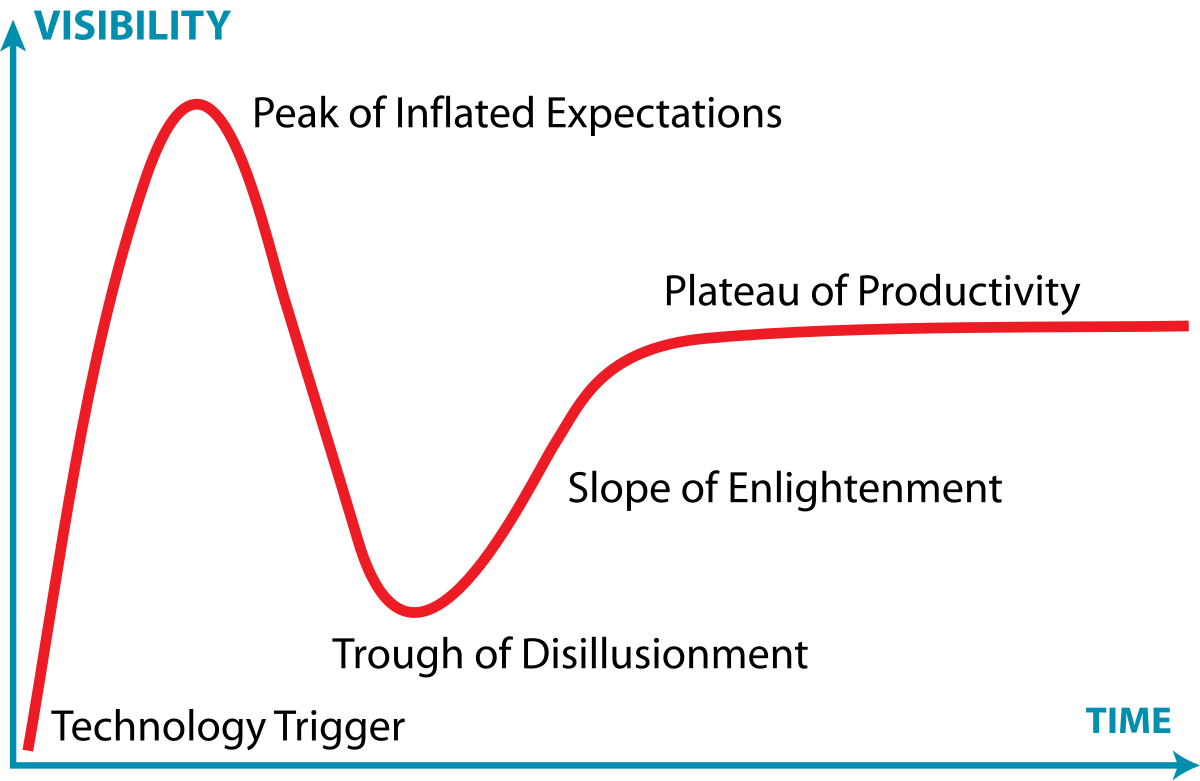 VISIBILITY
Peak of Inflated Expectations
Plateau of Productivity
Slope of Enlightenment
Trough of Disillusionment
Technology Trigger
TIME